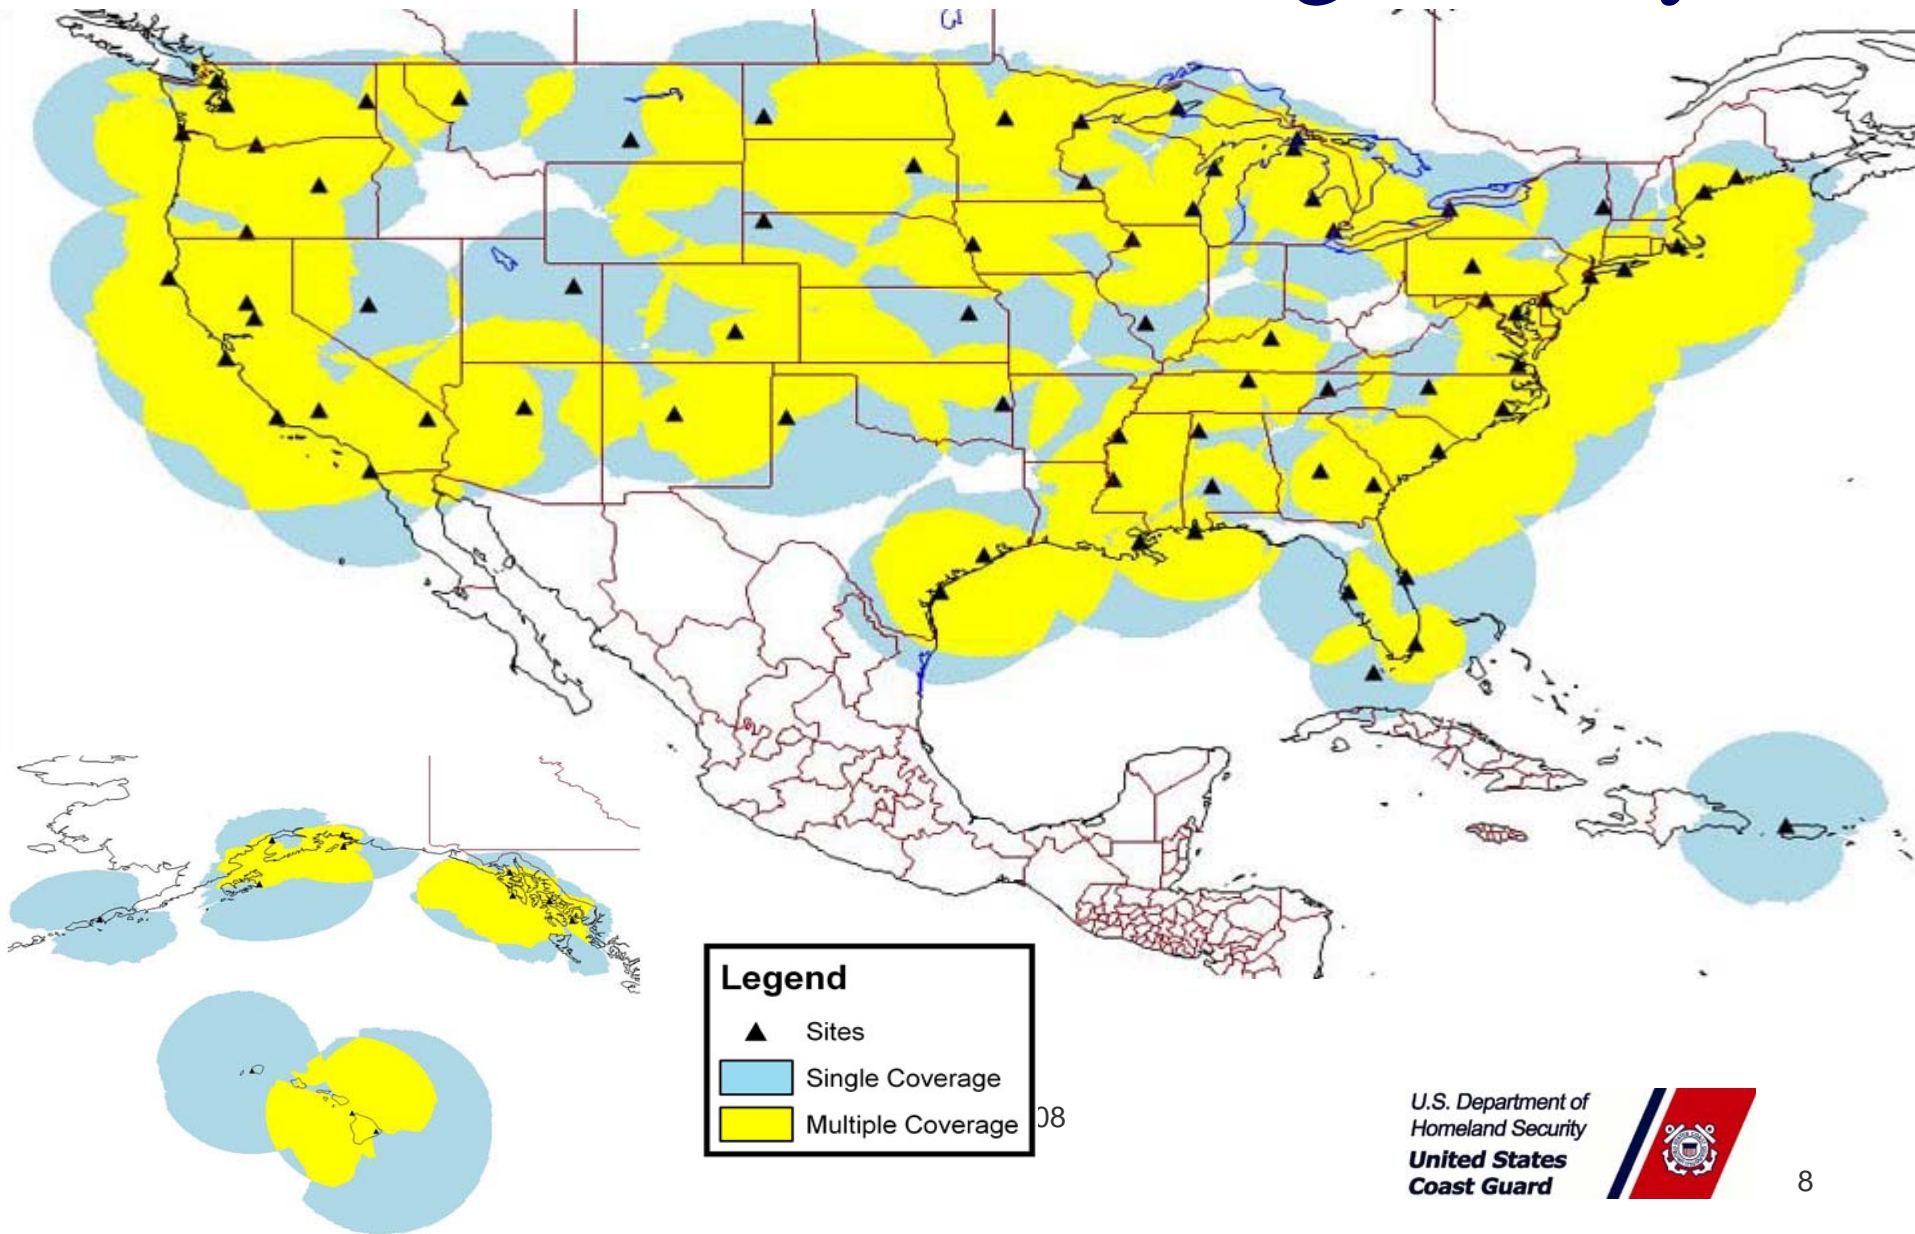 Legend
Sites
Single Coverage
Multiple Coverage
08
U.S. Department of
Homeland Security
United States
Coast Guard
8